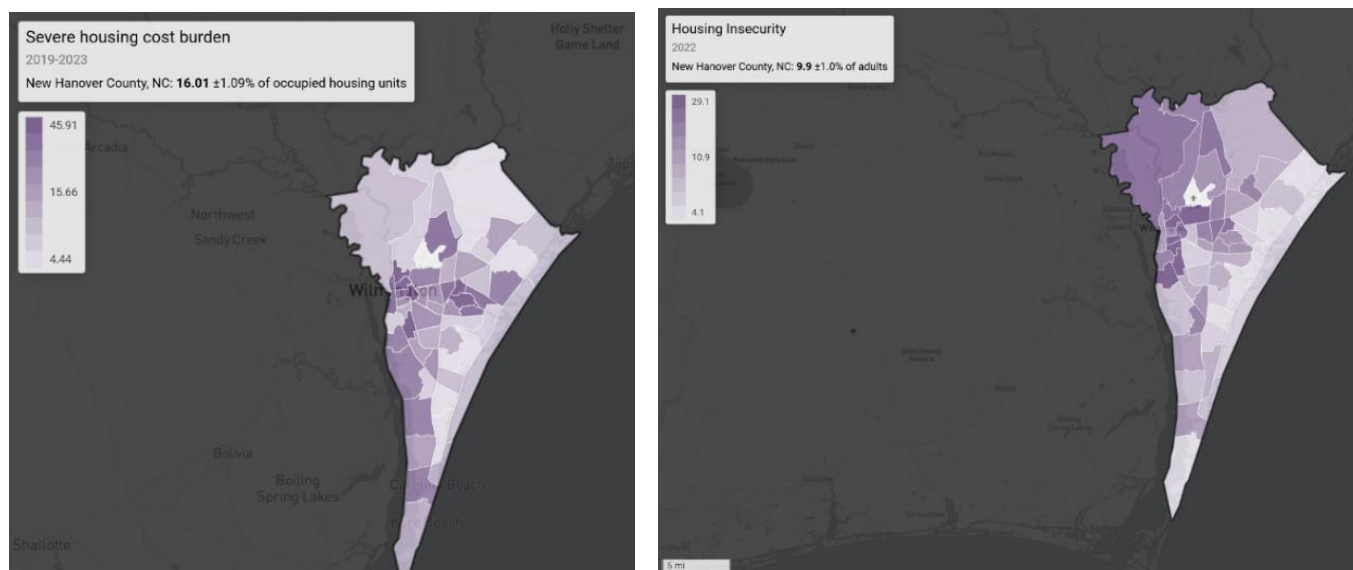 Severe housing cost burden
2019-2023
New Hanover County, NC: 16.01 ±1.09% of occupied housing units
45.91
15.66
4.44
Holly Shelter
Game Land
Arcadia
Northwest
Sandy Creek
Bolivia
Boiling
Spring Lakes
Carolina Beach
Kure Beach
Shallotte
Housing Insecurity
2022
New Hanover County, NC: 9.9 ±1.0% of adults
29.1
10.9
4.1
5 mi